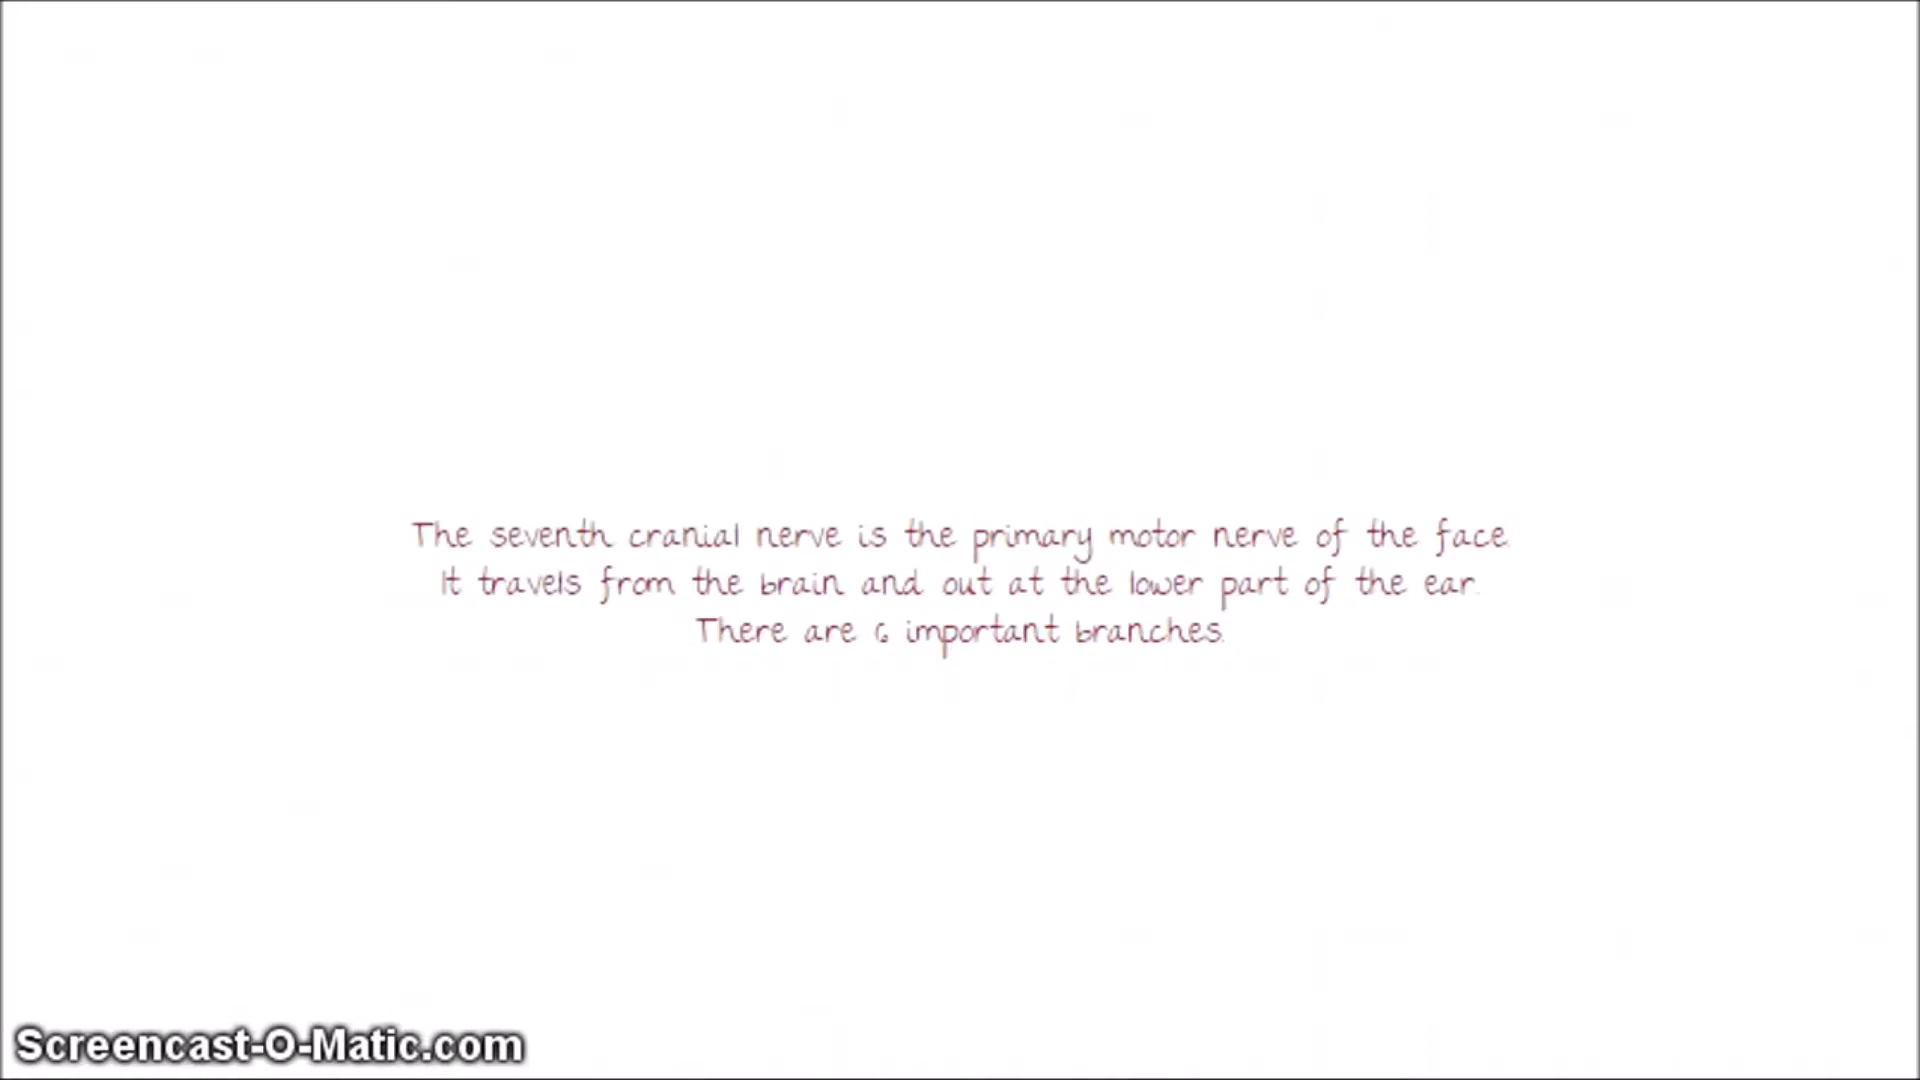 The seventh cranial nerve is the primary motor nerve of the face.
It travels from the brain and out at the lower part of the ear.
There are 6 important branches.
Screencast-O-Matic.com